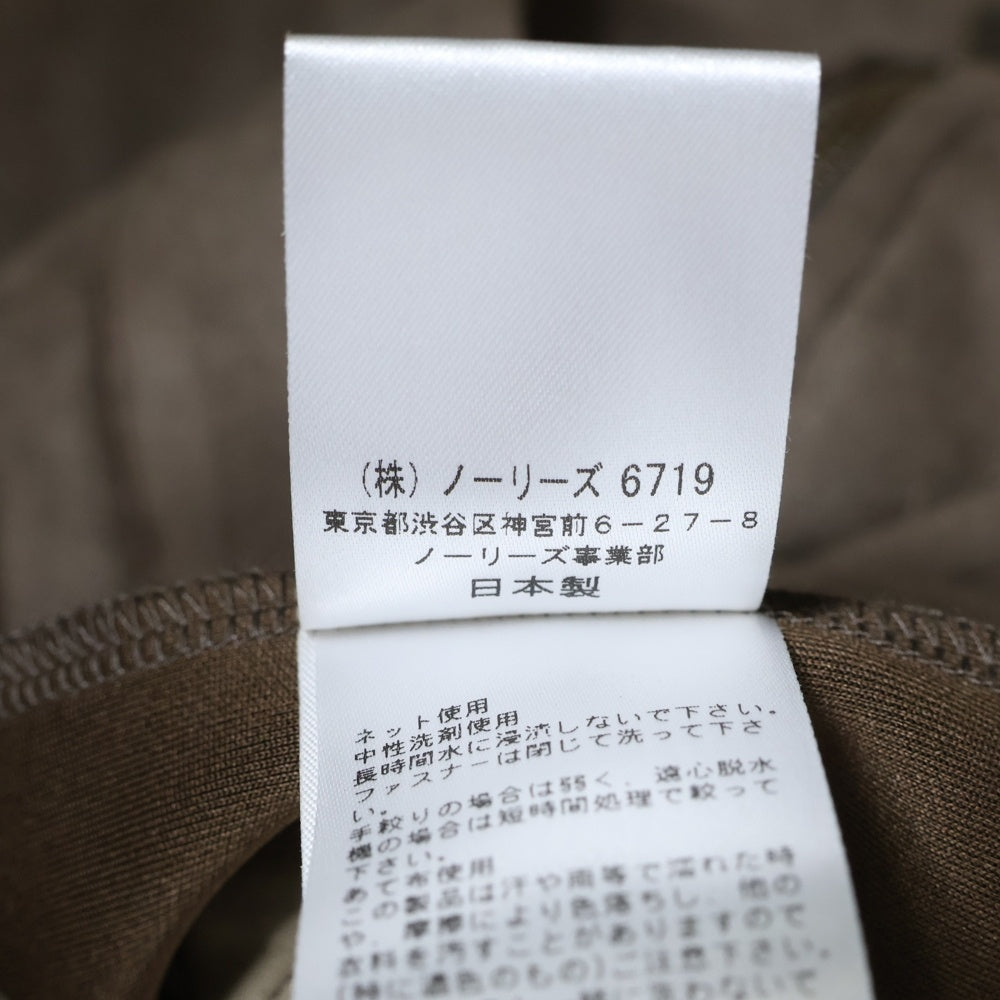 (株)ノーリーズ 6719
東京都渋谷区神宮前6-27-8
ノーリーズ事業部
日本製
ネット使用
中性洗剤使用
長時間水に浸漬しないで下さい。
ファスナーは閉じて洗って下さ
い。
手絞りの場合は弱く、遠心脱水
機の場合は短時間処理で絞って
下さい。
あて布使用
この製品は汗や雨等で濡れた時
や、摩擦により色落ちし、他の
衣料を汚すことがありますので
(特に濃色のもの)ご注意下さい。